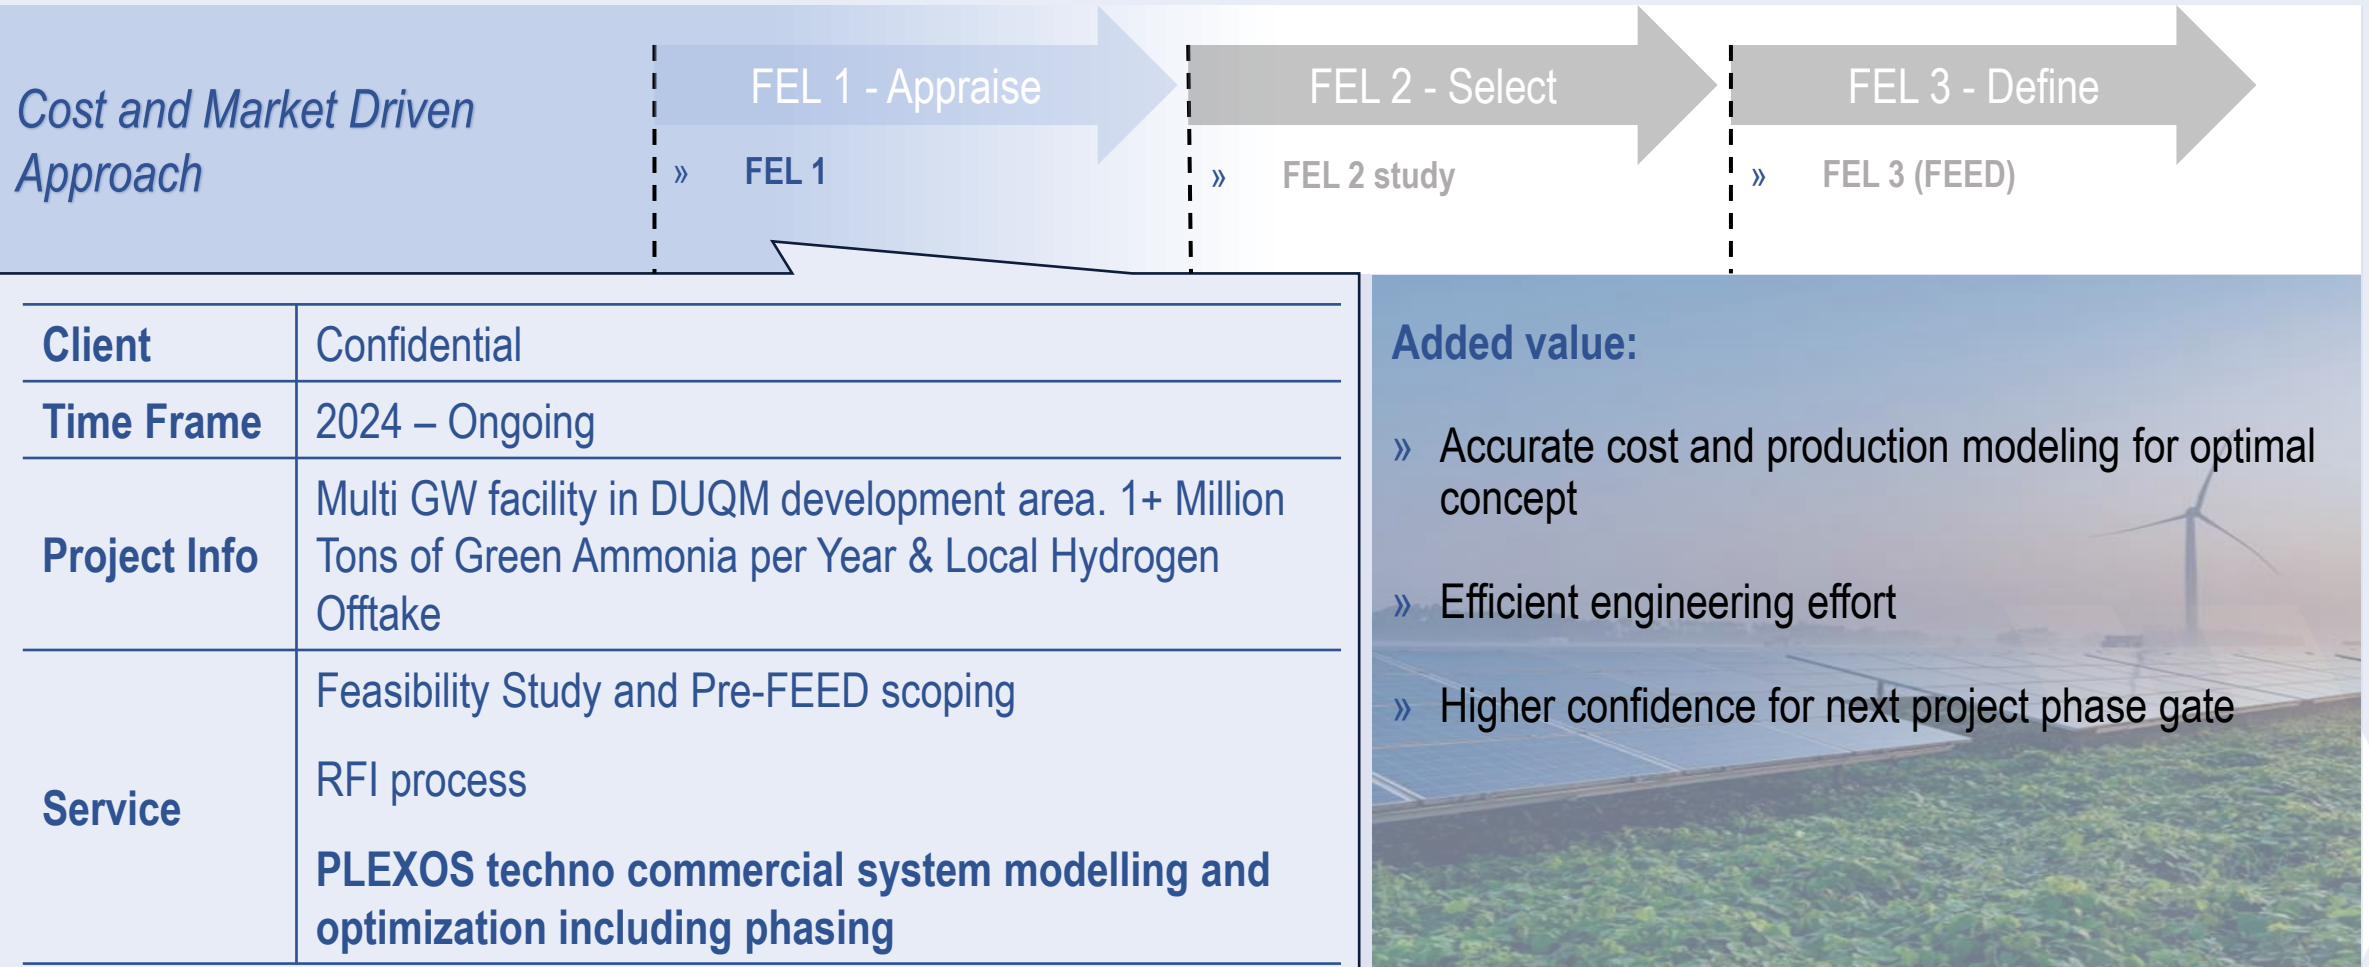 Cost and Market Driven
Approach
FEL 1 - Appraise
» FEL 1
FEL 2 - Select
» FEL 2 study
FEL 3 - Define
» FEL 3 (FEED)
Client
Confidential
Time Frame
2024 – Ongoing
Project Info
Multi GW facility in DUQM development area. 1+ Million
Tons of Green Ammonia per Year & Local Hydrogen
Offtake
Service
Feasibility Study and Pre-FEED scoping
RFI process
PLEXOS techno commercial system modelling and
optimization including phasing
Added value:
» Accurate cost and production modeling for optimal
concept
» Efficient engineering effort
» Higher confidence for next project phase gate